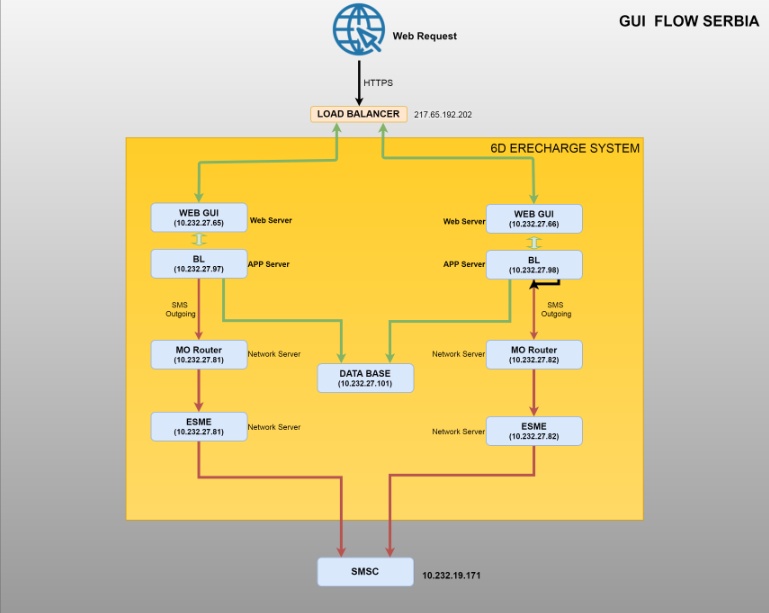 GUI FLOW SERBIA
Web Request
HTTPS
LOAD BALANCER
217.65.192.202
6D ERECHARGE SYSTEM
WEB GUI
(10.232.27.65)
Web Server
Web Server
WEB GUI
(10.232.27.66)
BL
(10.232.27.97)
APP Server
APP Server
BL
(10.232.27.98)
SMS
Outgoing
SMS
Outgoing
MO Router
(10.232.27.81)
Network Server
Network Server
MO Router
(10.232.27.82)
DATA BASE
(10.232.27.101)
ESME
(10.232.27.81)
Network Server
Network Server
ESME
(10.232.27.82)
SMSC
10.232.19.171